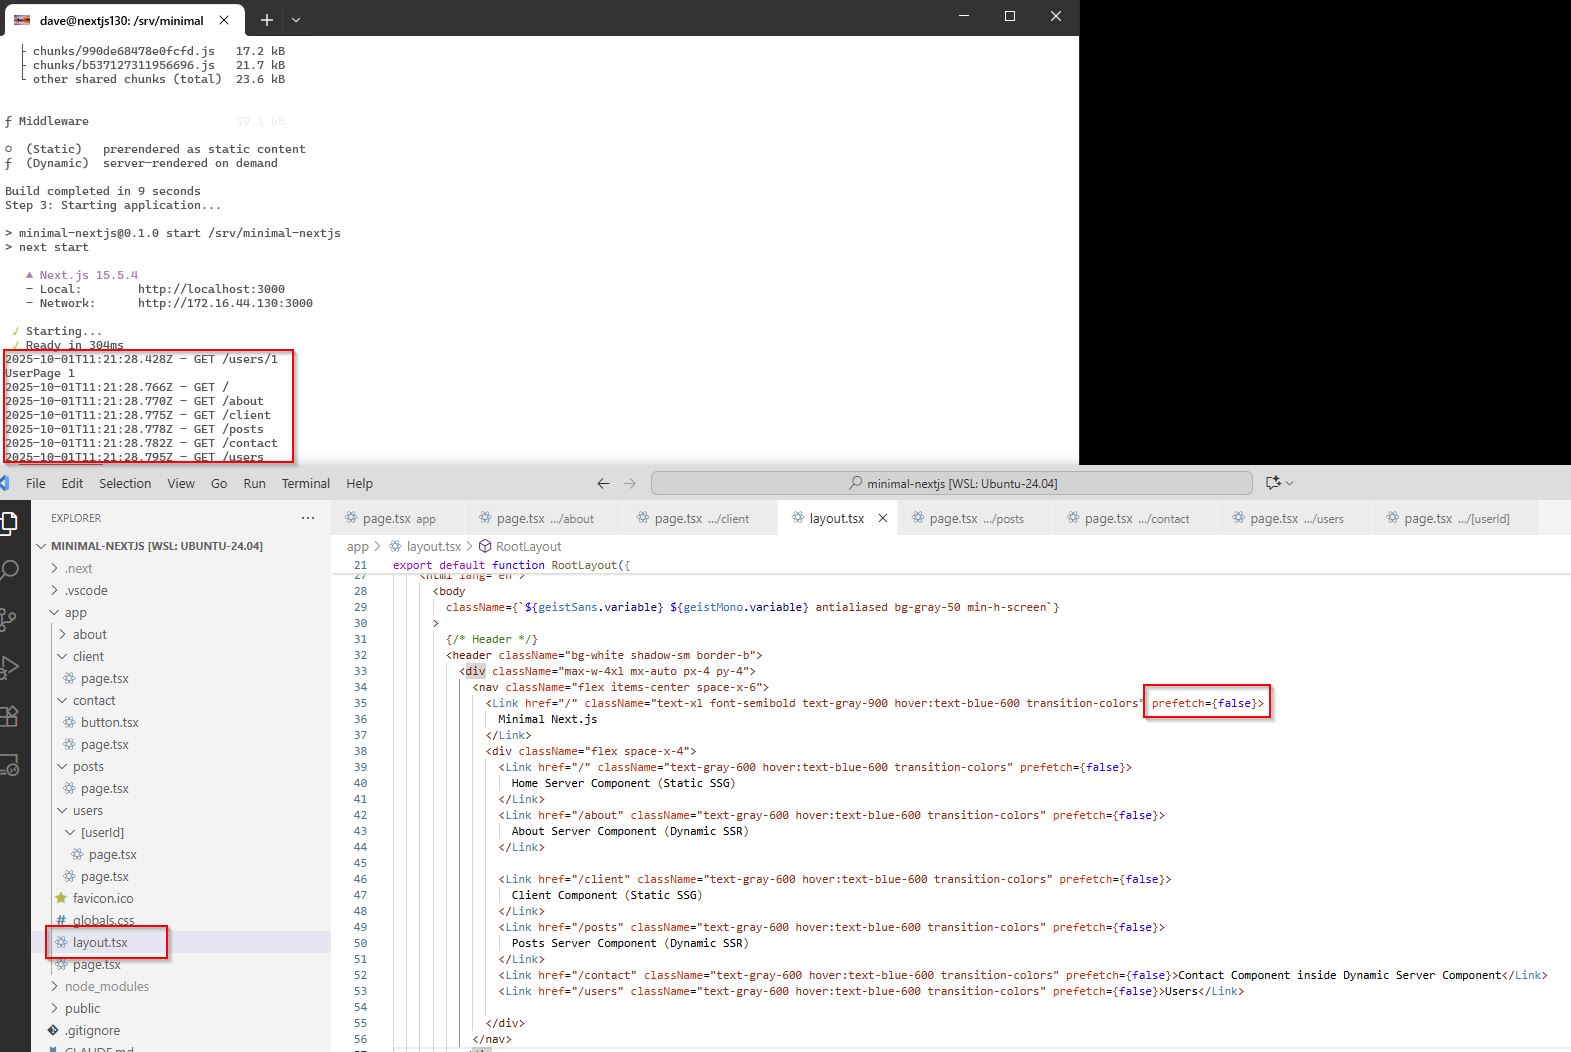 dave@nextjs130: /srv/minimal
├ chunks/990de68478e0fcfd.js 17.2 kB
├ chunks/b537127311956696.js 21.7 kB
└ other shared chunks (total) 23.6 kB
ƒ Middleware 39.1 kB
○ (Static) prerendered as static content
ƒ (Dynamic) server-rendered on demand
Build completed in 9 seconds
Step 3: Starting application...
> minimal-nextjs@0.1.0 start /srv/minimal-nextjs
> next start
▲ Next.js 15.5.4
- Local: http://localhost:3000
- Network: http://172.16.44.130:3000
✓ Starting...
✓ Ready in 304ms
2025-10-01T11:21:28.428Z - GET /users/1
UserPage 1
2025-10-01T11:21:28.766Z - GET /
2025-10-01T11:21:28.770Z - GET /about
2025-10-01T11:21:28.775Z - GET /client
2025-10-01T11:21:28.778Z - GET /posts
2025-10-01T11:21:28.782Z - GET /contact
2025-10-01T11:21:28.795Z - GET /users
File Edit Selection View Go Run Terminal Help
minimal-nextjs [WSL: Ubuntu-24.04]
EXPLORER
MINIMAL-NEXTJS [WSL: UBUNTU-24.04]
.next
.vscode
app
about
client
page.tsx
contact
button.tsx
page.tsx
posts
page.tsx
users
[userId]
page.tsx
page.tsx
favicon.ico
# globals.css
layout.tsx
page.tsx
node_modules
public
.gitignore
CLAUDE.md
page.tsx app
page.tsx .../about
page.tsx .../client
layout.tsx
page.tsx .../posts
page.tsx .../contact
page.tsx .../users
page.tsx .../[userId]
app > layout.tsx > RootLayout
21 export default function RootLayout({
27 <html lang="en">
28 <body
29 className={`${geistSans.variable} ${geistMono.variable} antialiased bg-gray-50 min-h-screen`}
30 >
31 {/* Header */}
32 <header className="bg-white shadow-sm border-b">
33 <div className="max-w-4xl mx-auto px-4 py-4">
34 <nav className="flex items-center space-x-6">
35 <Link href="/" className="text-xl font-semibold text-gray-900 hover:text-blue-600 transition-colors" prefetch={false}>
36 Minimal Next.js
37 </Link>
38 <div className="flex space-x-4">
39 <Link href="/" className="text-gray-600 hover:text-blue-600 transition-colors" prefetch={false}>
40 Home Server Component (Static SSG)
41 </Link>
42 <Link href="/about" className="text-gray-600 hover:text-blue-600 transition-colors" prefetch={false}>
43 About Server Component (Dynamic SSR)
44 </Link>
45
46 <Link href="/client" className="text-gray-600 hover:text-blue-600 transition-colors" prefetch={false}>
47 Client Component (Static SSG)
48 </Link>
49 <Link href="/posts" className="text-gray-600 hover:text-blue-600 transition-colors" prefetch={false}>
50 Posts Server Component (Dynamic SSR)
51 </Link>
52 <Link href="/contact" className="text-gray-600 hover:text-blue-600 transition-colors" prefetch={false}>Contact Component inside Dynamic Server Component</Link>
53 <Link href="/users" className="text-gray-600 hover:text-blue-600 transition-colors" prefetch={false}>Users</Link>
54
55 </div>
56 </nav>